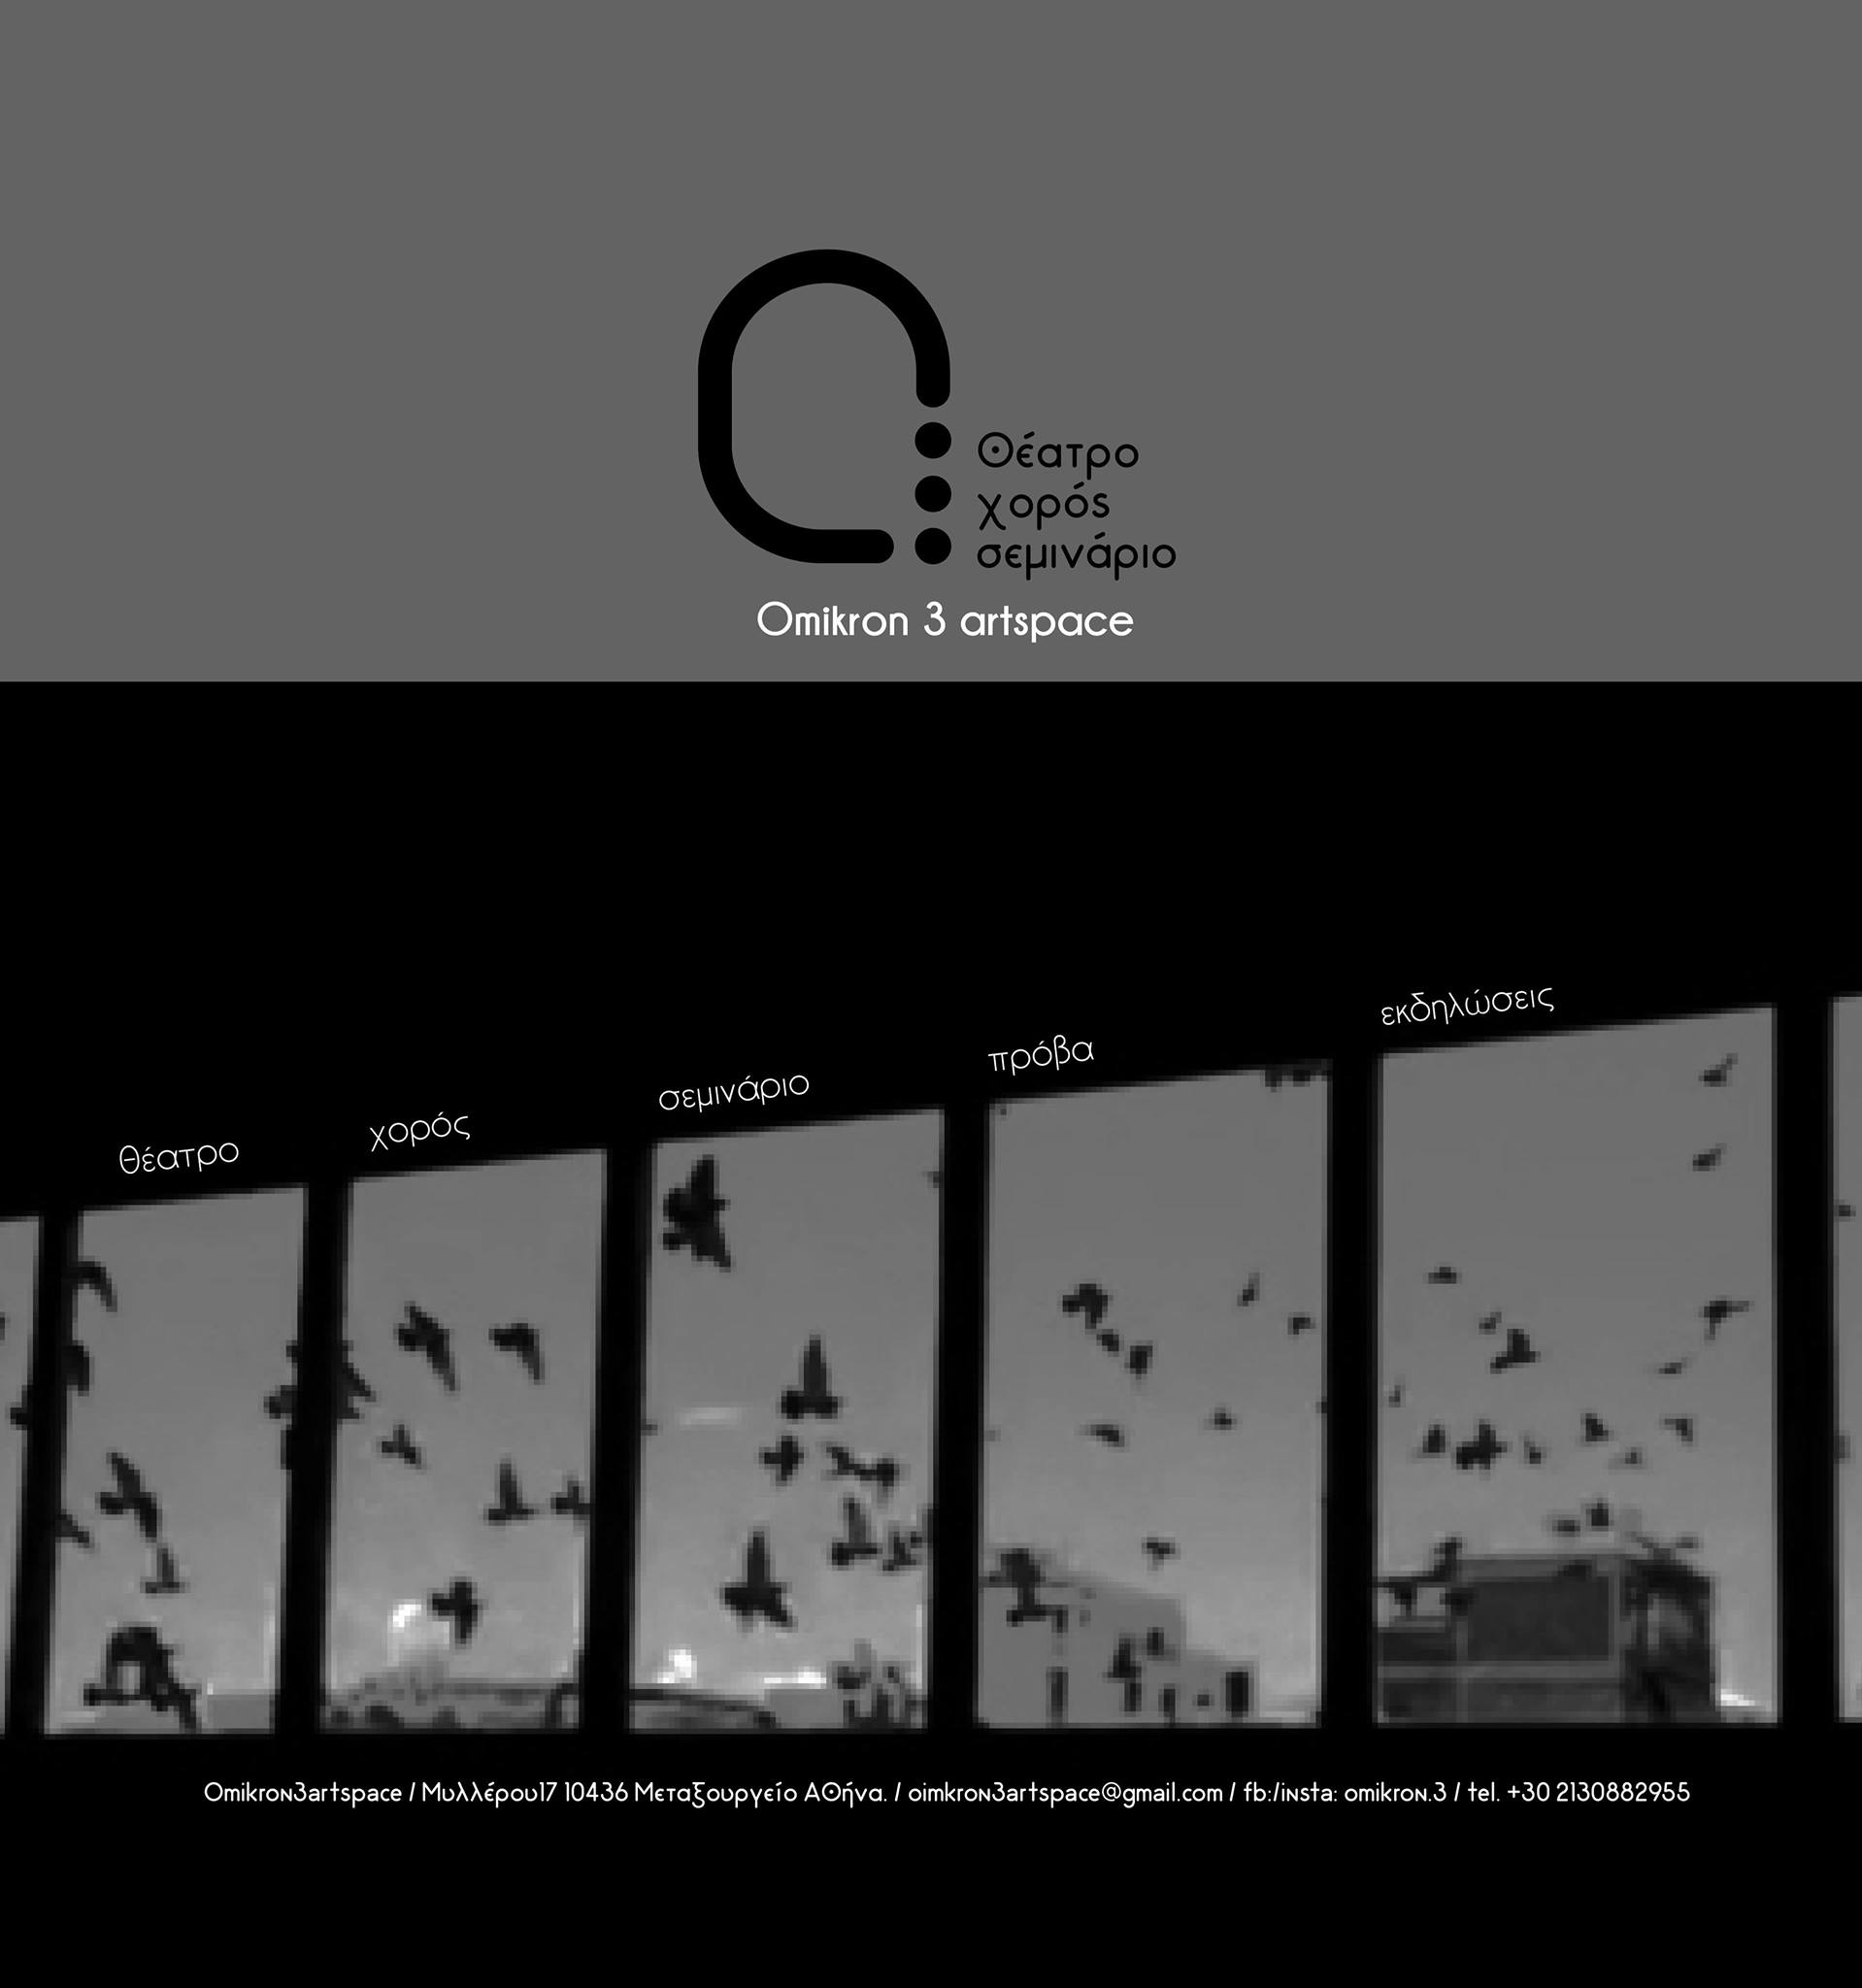 Θέατρο
χορός
σεμινάριο
Omikron 3 artspace
θέατρο
χορός
σεμινάριο
πρόβα
εκδηλώσεις
Omikron3artspace / Μυλλέρου17 10436 Μεταξουργείο ΑΘήνα. / oimkron3artspace@gmail.com / fb:/insta: omikron.3 / tel. +30 2130882955